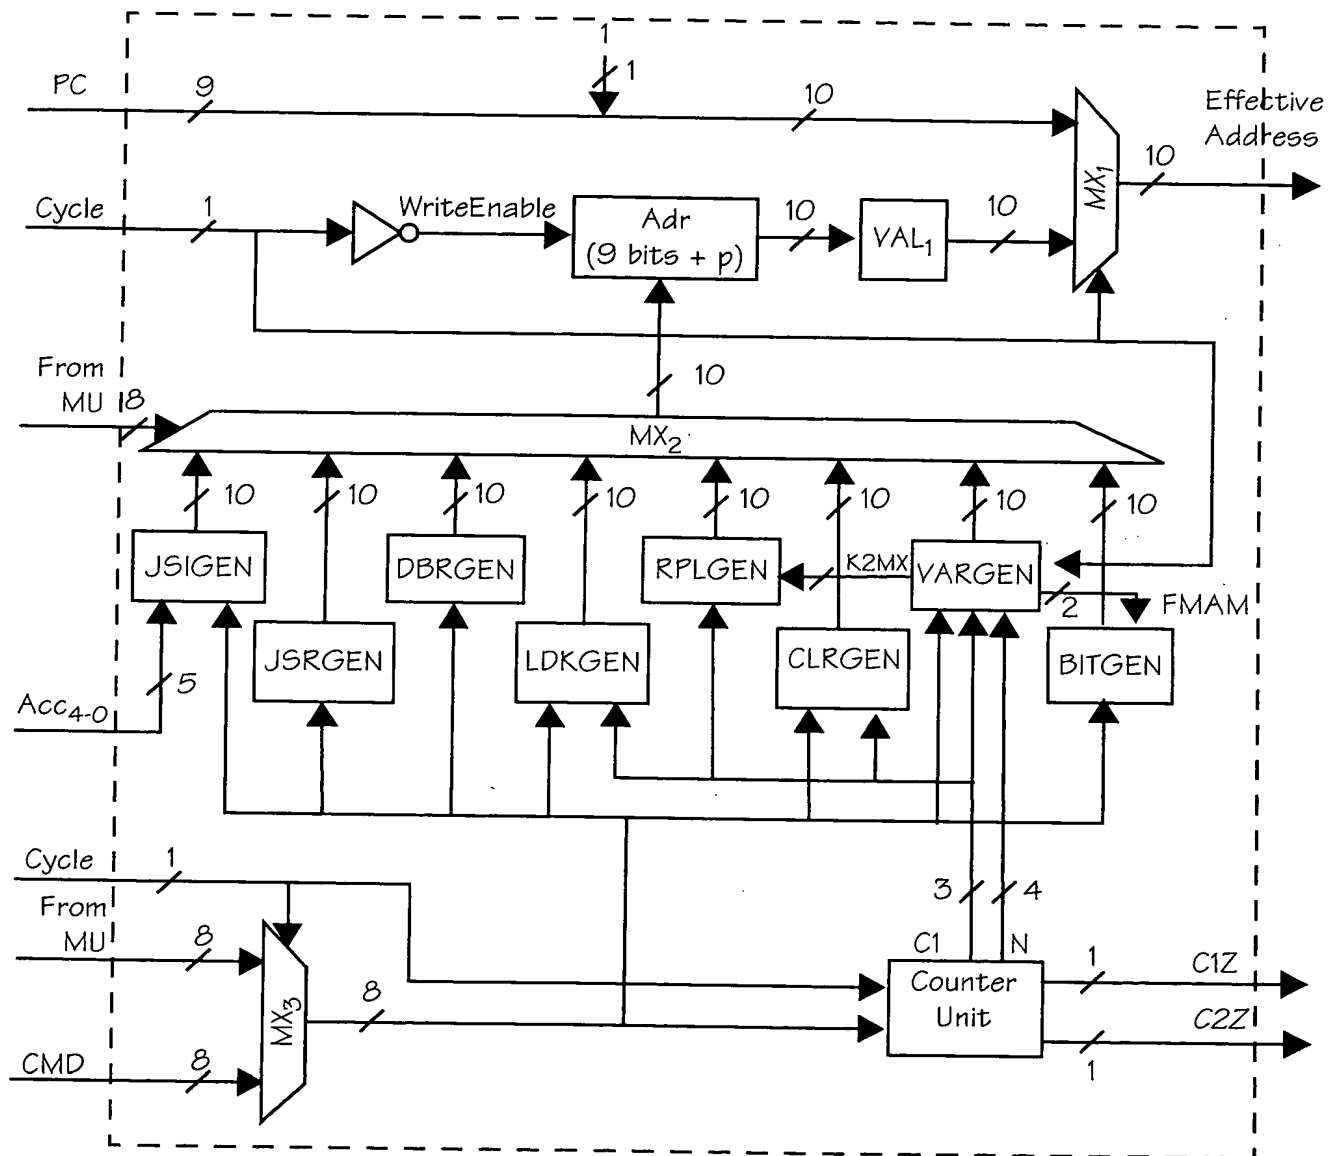 1
1
PC
9
10
Effective
Address
10
MX1
Cycle
1
WriteEnable
Adr
(9 bits + p)
10
VAL1
10
From
MU
8
10
MX2
10
10
10
10
10
10
10
10
JSIGEN
DBRGEN
RPLGEN
K2MX
VARGEN
2
FMAM
JSRGEN
LDKGEN
CLRGEN
BITGEN
5
Acc4-0
Cycle
1
3
4
From
MU
8
C1
N
1
C1Z
MX3
8
Counter
Unit
C2Z
1
CMD
8